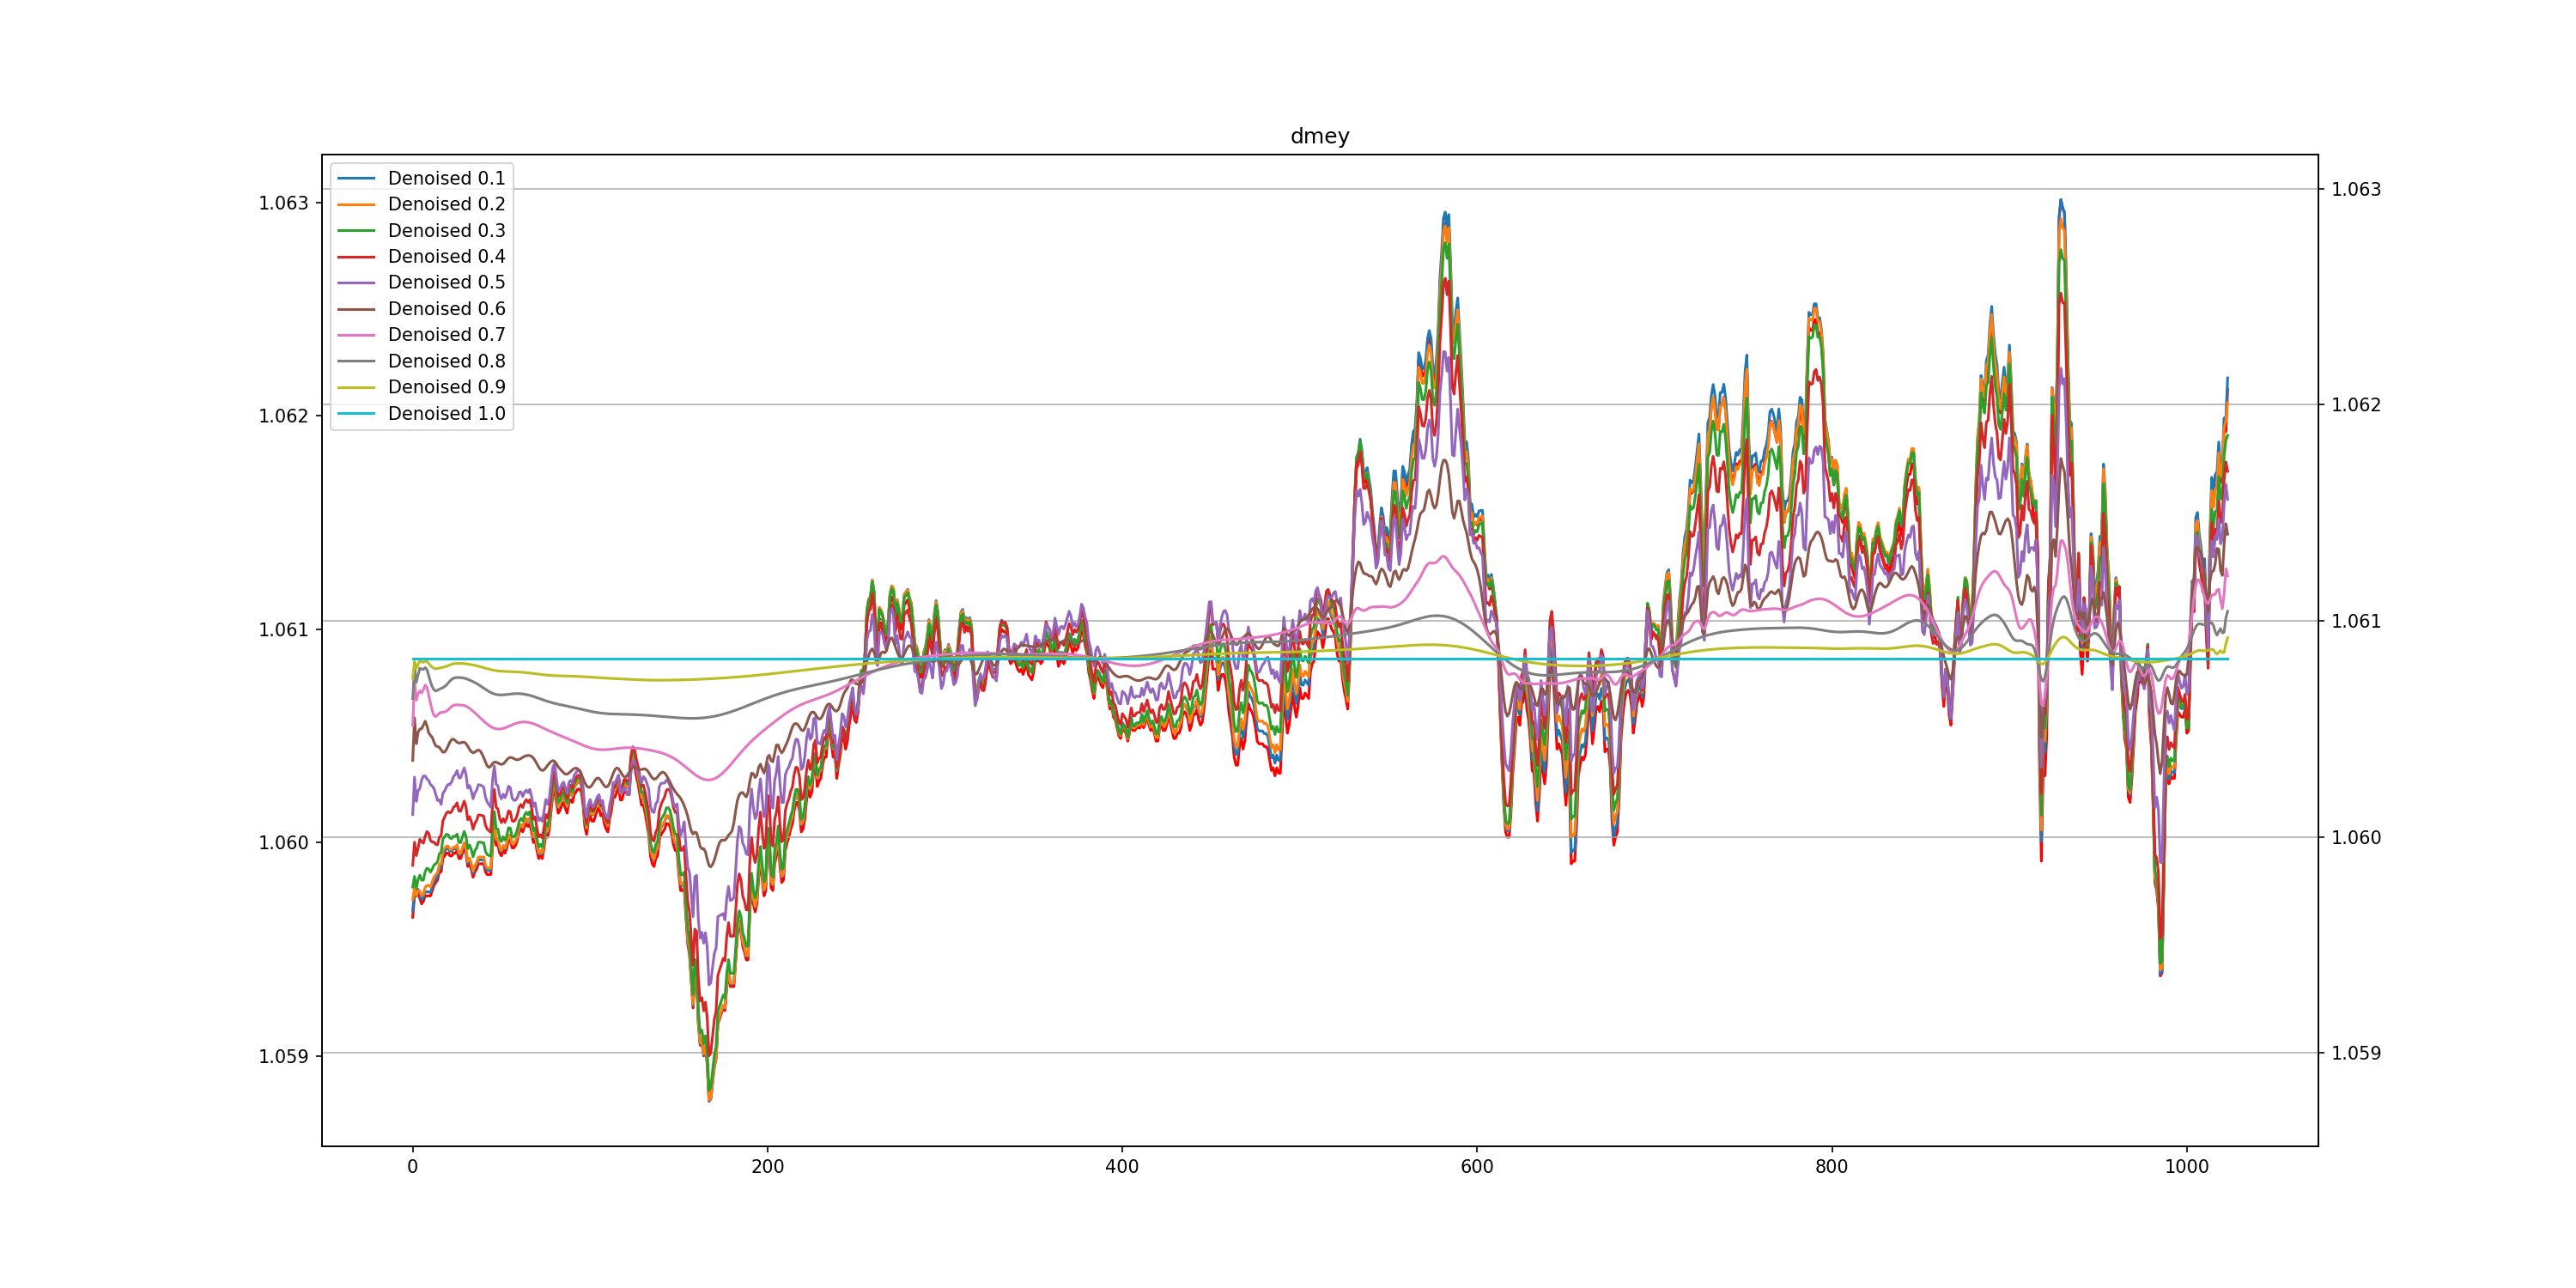 dmey
Denoised 0.1
Denoised 0.2
Denoised 0.3
Denoised 0.4
Denoised 0.5
Denoised 0.6
Denoised 0.7
Denoised 0.8
Denoised 0.9
Denoised 1.0
1.063
1.062
1.061
1.060
1.059
1.063
1.062
1.061
1.060
1.059
0 200 400 600 800 1000